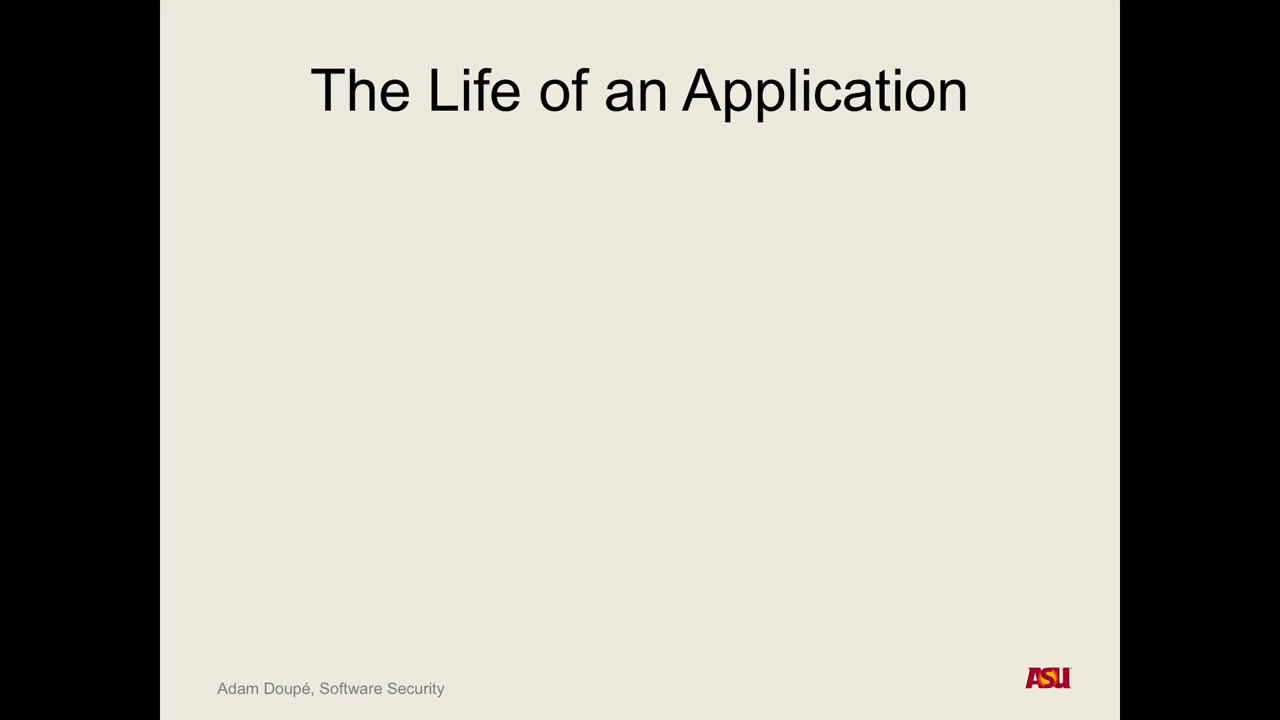 The Life of an Application
Adam Doupé, Software Security
ASU